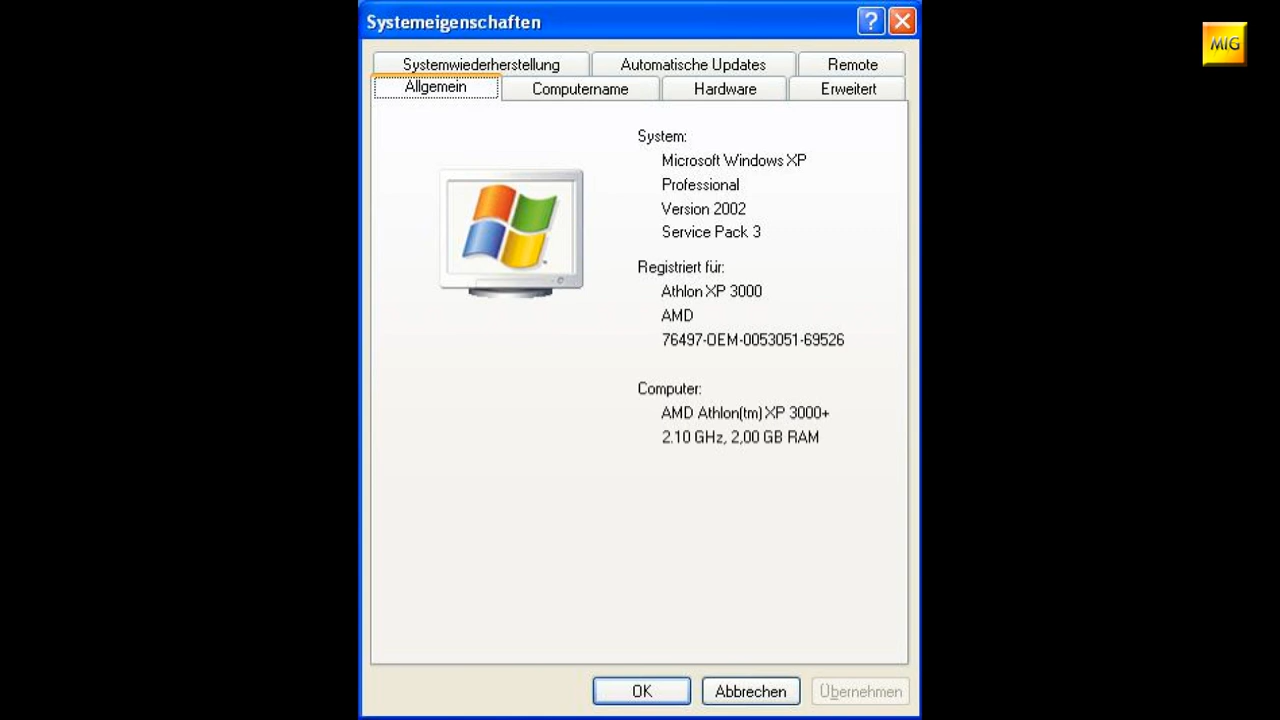 Systemeigenschaften
MIG
Systemwiederherstellung
Automatische Updates
Remote
Allgemein
Computername
Hardware
Erweitert
System:
Microsoft Windows XP
Professional
Version 2002
Service Pack 3
Registriert für:
Athlon XP 3000
AMD
76497-OEM-0053051-69526
Computer:
AMD Athlon(tm) XP 3000+
2.10 GHz, 2,00 GB RAM
OK
Abbrechen
Übernehmen